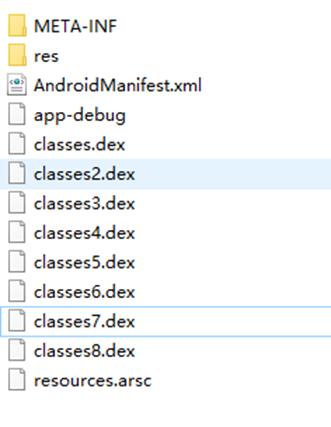 META-INF
res
AndroidManifest.xml
app-debug
classes.dex
classes2.dex
classes3.dex
classes4.dex
classes5.dex
classes6.dex
classes7.dex
classes8.dex
resources.arsc